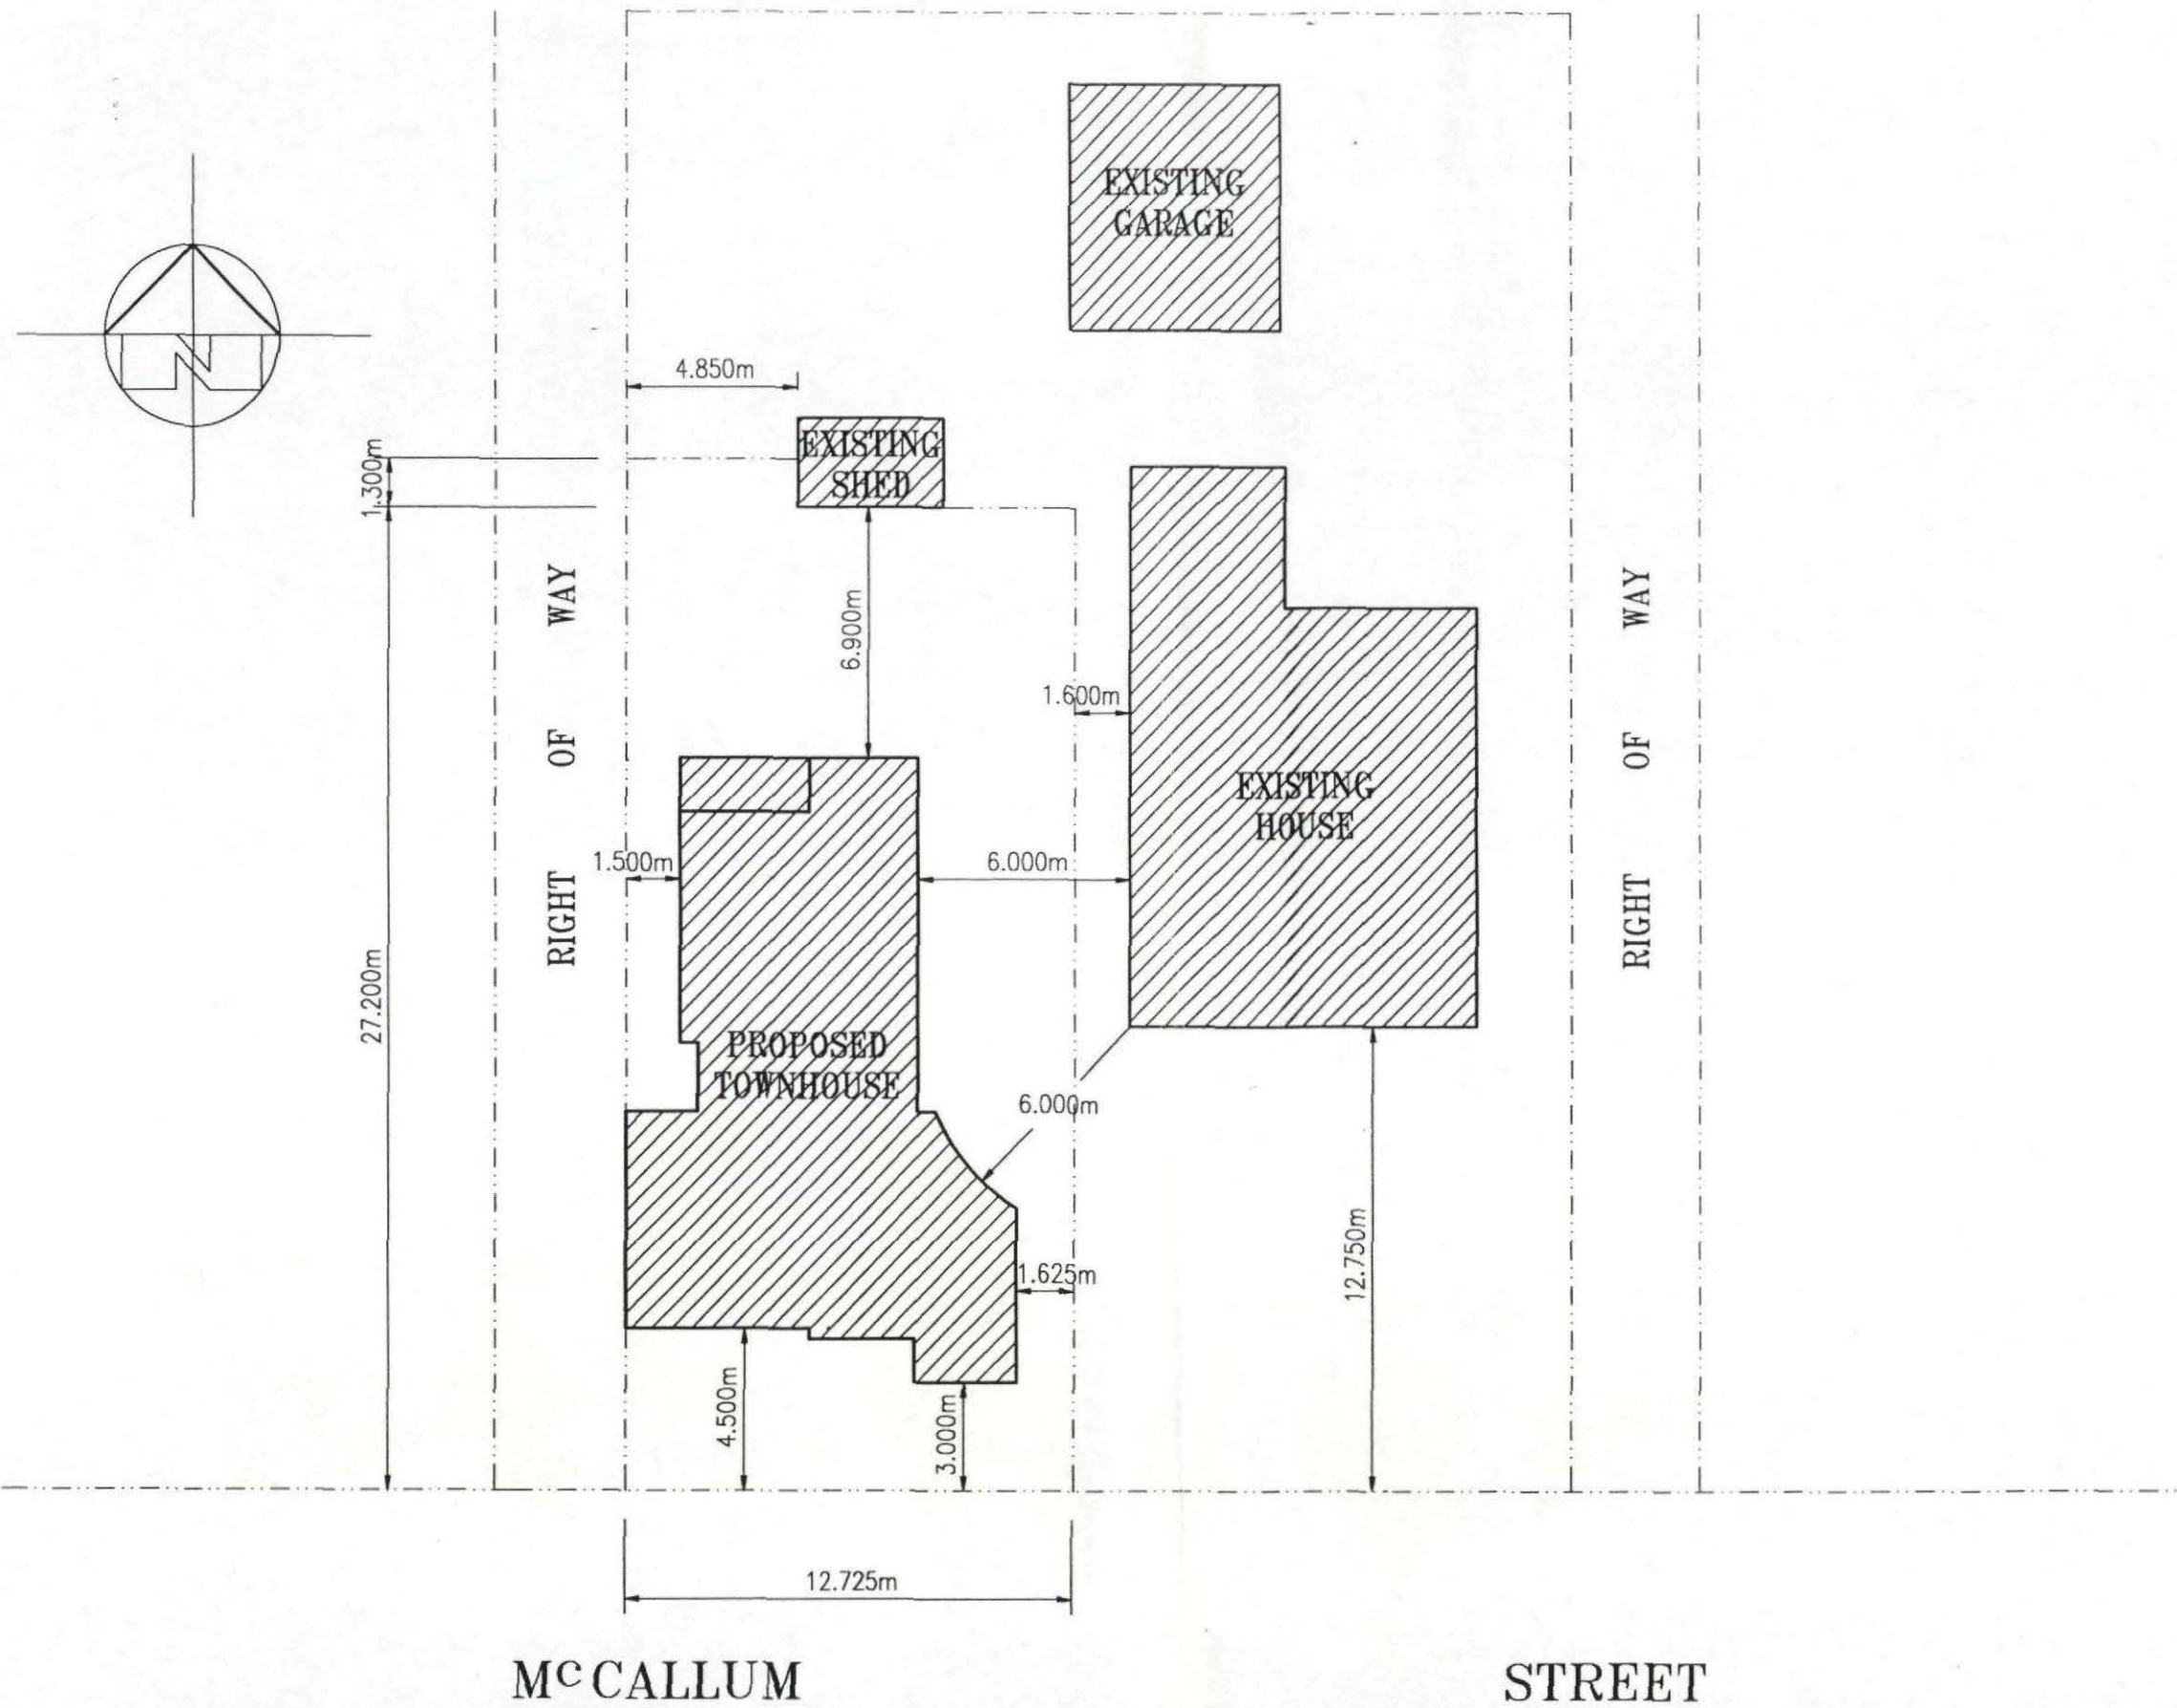 EXISTING
GARAGE
N
4.850m
EXISTING
SHED
1.300m
RIGHT OF WAY
RIGHT OF WAY
6.900m
1.600m
EXISTING
HOUSE
1.500m
6.000m
27.200m
PROPOSED
TOWNHOUSE
6.000m
12.750m
1.625m
4.500m
3.000m
12.725m
McCALLUM STREET